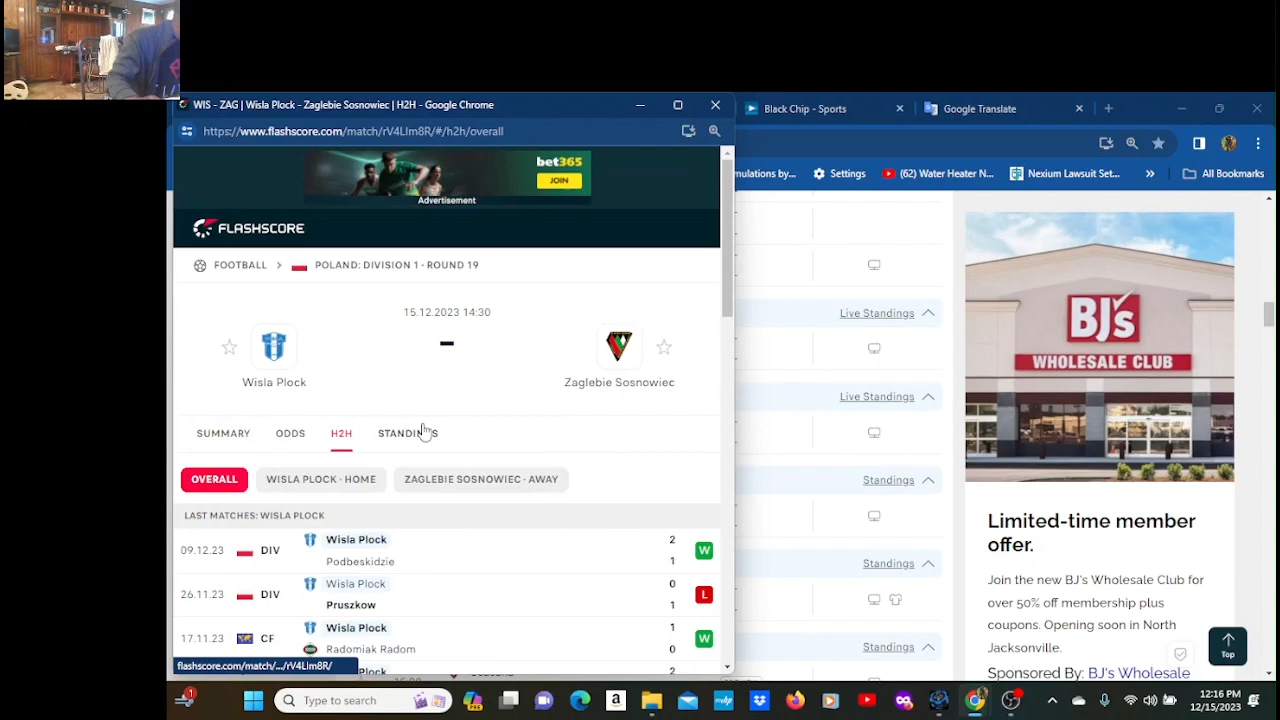 WIS - ZAG | Wisla Plock - Zaglebie Sosnowiec | H2H - Google Chrome
Black Chip - Sports
Google Translate
https://www.flashscore.com/match/rV4Llm8R/#/h2h/overall
mulations by...
Settings
(62) Water Heater N...
Nexium Lawsuit Set...
All Bookmarks
bet365
JOIN
Advertisement
FLASHSCORE
FOOTBALL
POLAND: DIVISION 1 - ROUND 19
15.12.2023 14:30
-
Wisla Plock
Zaglebie Sosnowiec
SUMMARY
ODDS
H2H
STANDINGS
OVERALL
WISLA PLOCK - HOME
ZAGLEBIE SOSNOWIEC - AWAY
LAST MATCHES: WISLA PLOCK
09.12.23 DIV Wisla Plock 2 W
Podbeskidzie 1
26.11.23 DIV Wisla Plock 0 L
Pruszkow 1
17.11.23 CF Wisla Plock 1 W
Radomiak Radom 0
Plock 2
flashscore.com/match/.../rV4Llm8R/
Live Standings
Live Standings
Standings
Standings
Standings
BJ's
WHOLESALE CLUB
Limited-time member
offer.
Join the new BJ's Wholesale Club for
over 50% off membership plus
coupons. Opening soon in North
Jacksonville.
Sponsored By: BJ's Wholesale
Top
1
Type here to search
12:16 PM
12/15/2023